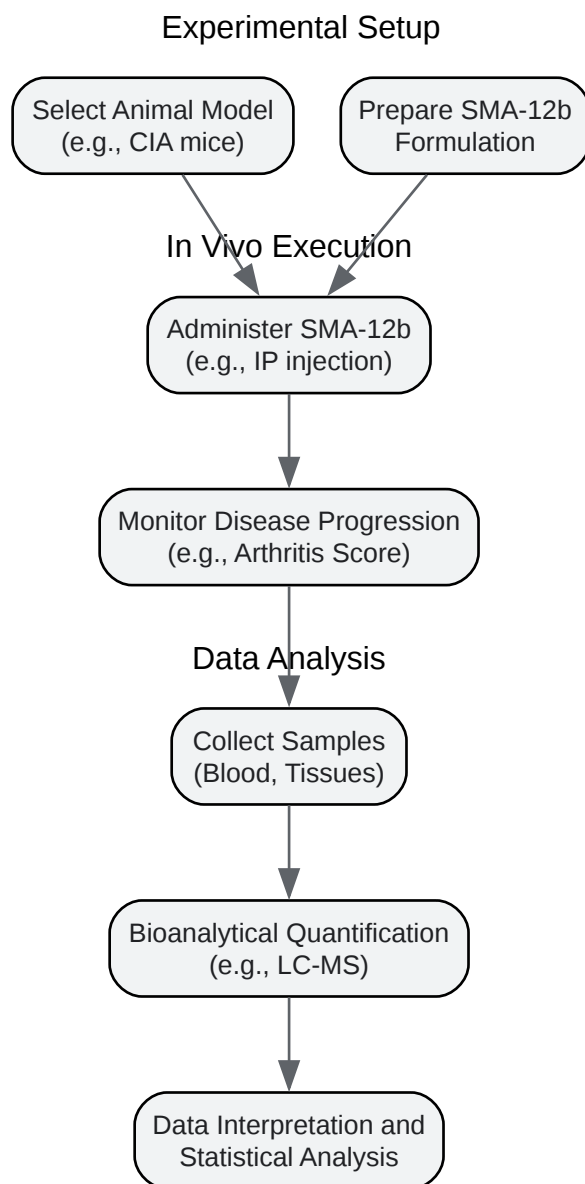 Experimental Setup
Select Animal Model
(e.g., CIA mice)
Prepare SMA-12b
Formulation
In Vivo Execution
Administer SMA-12b
(e.g., IP injection)
Monitor Disease Progression
(e.g., Arthritis Score)
Data Analysis
Collect Samples
(Blood, Tissues)
Bioanalytical Quantification
(e.g., LC-MS)
Data Interpretation and
Statistical Analysis